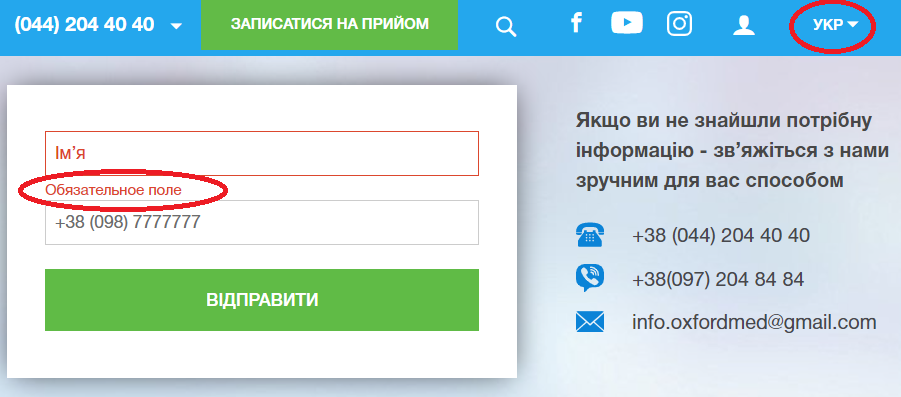 (044) 204 40 40
ЗАПИСАТИСЯ НА ПРИЙОМ
УКР
Ім’я
Обязательное поле
+38 (098) 7777777
ВІДПРАВИТИ
Якщо ви не знайшли потрібну
інформацію - зв’яжіться з нами
зручним для вас способом
+38 (044) 204 40 40
+38(097) 204 84 84
info.oxfordmed@gmail.com